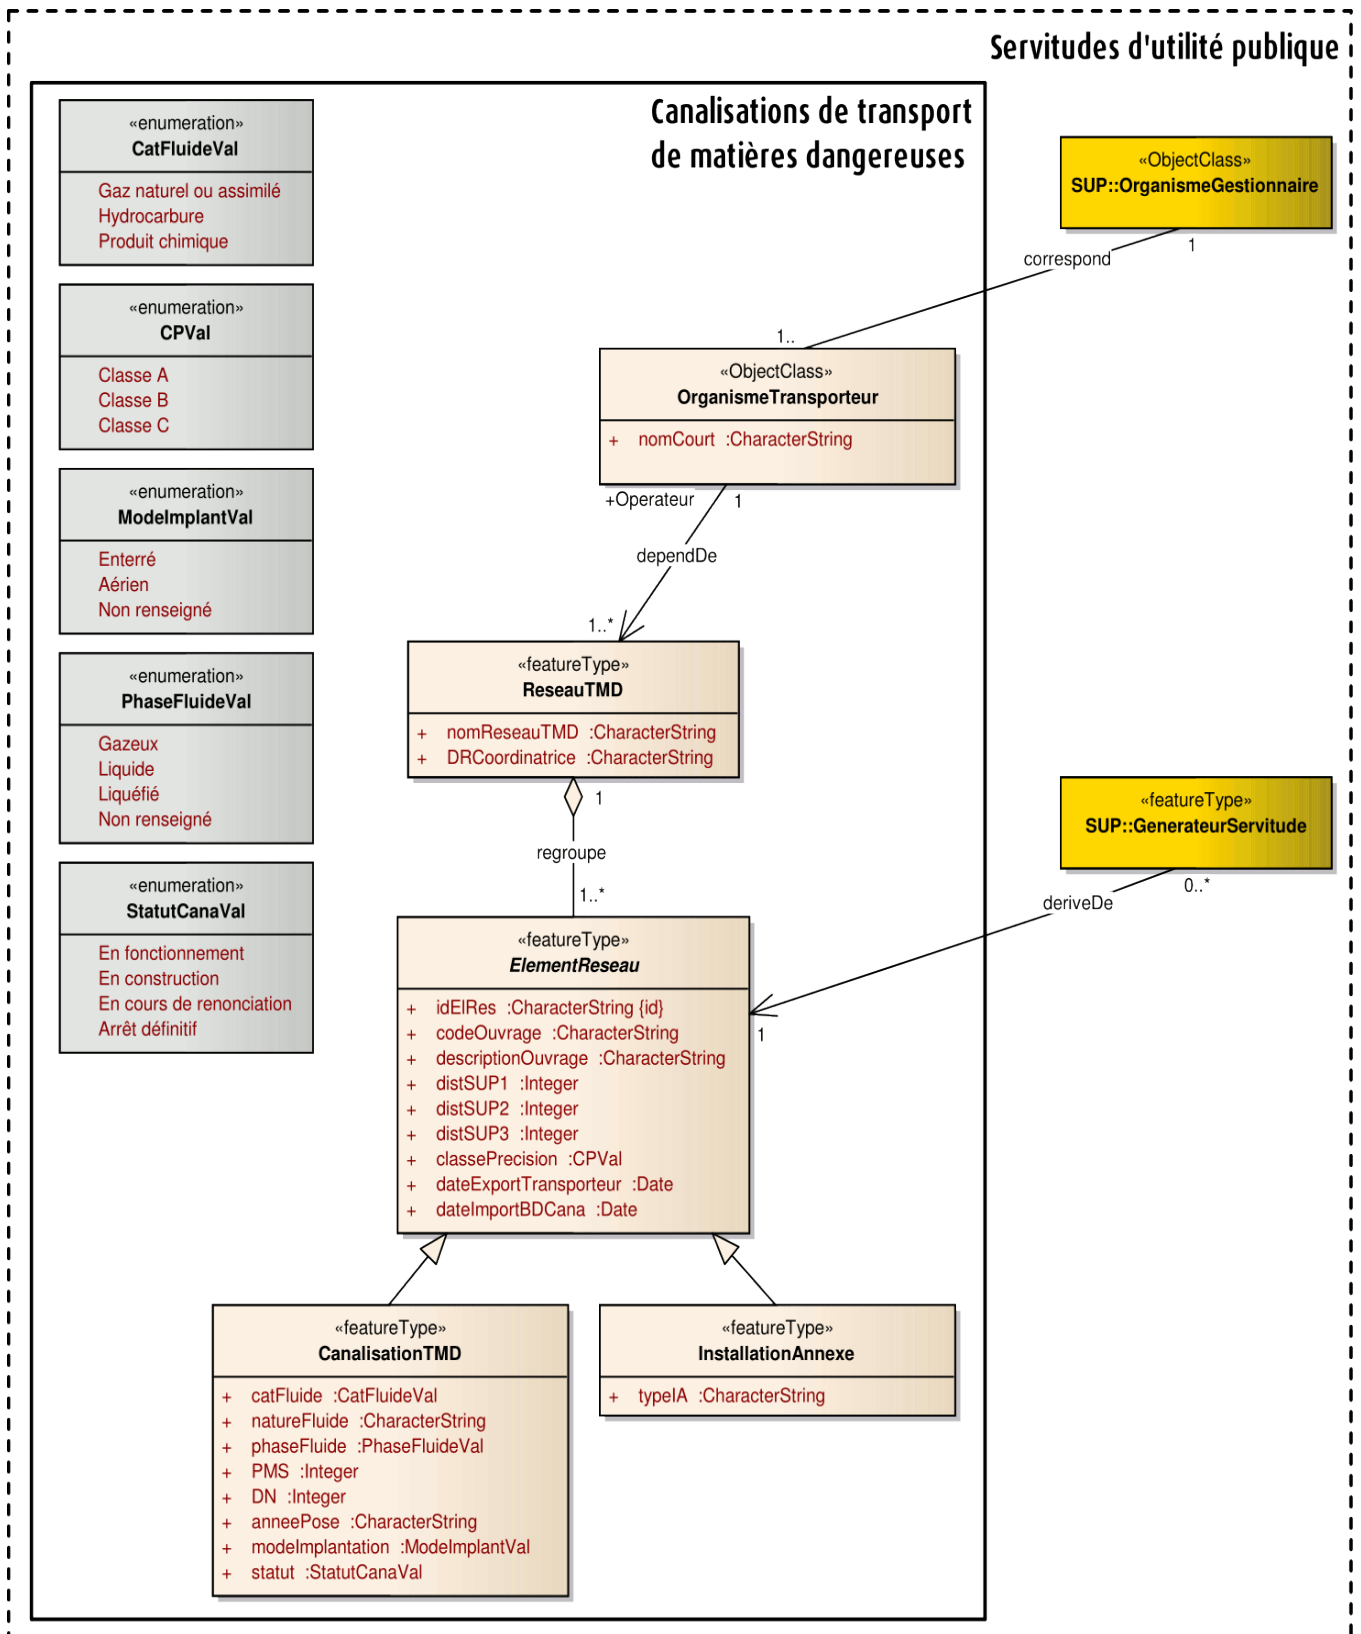 Servitudes d'utilité publique
Canalisations de transport
de matières dangereuses
«enumeration»
CatFluideVal
Gaz naturel ou assimilé
Hydrocarbure
Produit chimique
«enumeration»
CPVal
Classe A
Classe B
Classe C
«enumeration»
ModeImplantVal
Enterré
Aérien
Non renseigné
«enumeration»
PhaseFluideVal
Gazeux
Liquide
Liquéfié
Non renseigné
«enumeration»
StatutCanaVal
En fonctionnement
En construction
En cours de renonciation
Arrêt définitif
«ObjectClass»
SUP::OrganismeGestionnaire
1
correspond
1..
«ObjectClass»
OrganismeTransporteur
+ nomCourt :CharacterString
+Operateur
1
dependDe
1..*
«featureType»
ReseauTMD
+ nomReseauTMD :CharacterString
+ DRCoordinatrice :CharacterString
1
regroupe
1..*
«featureType»
SUP::GenerateurServitude
0..*
deriveDe
1
«featureType»
ElementReseau
+ idElRes :CharacterString {id}
+ codeOuvrage :CharacterString
+ descriptionOuvrage :CharacterString
+ distSUP1 :Integer
+ distSUP2 :Integer
+ distSUP3 :Integer
+ classePrecision :CPVal
+ dateExportTransporteur :Date
+ dateImportBDCana :Date
«featureType»
CanalisationTMD
+ catFluide :CatFluideVal
+ natureFluide :CharacterString
+ phaseFluide :PhaseFluideVal
+ PMS :Integer
+ DN :Integer
+ anneePose :CharacterString
+ modeImplantation :ModeImplantVal
+ statut :StatutCanaVal
«featureType»
InstallationAnnexe
+ typeIA :CharacterString